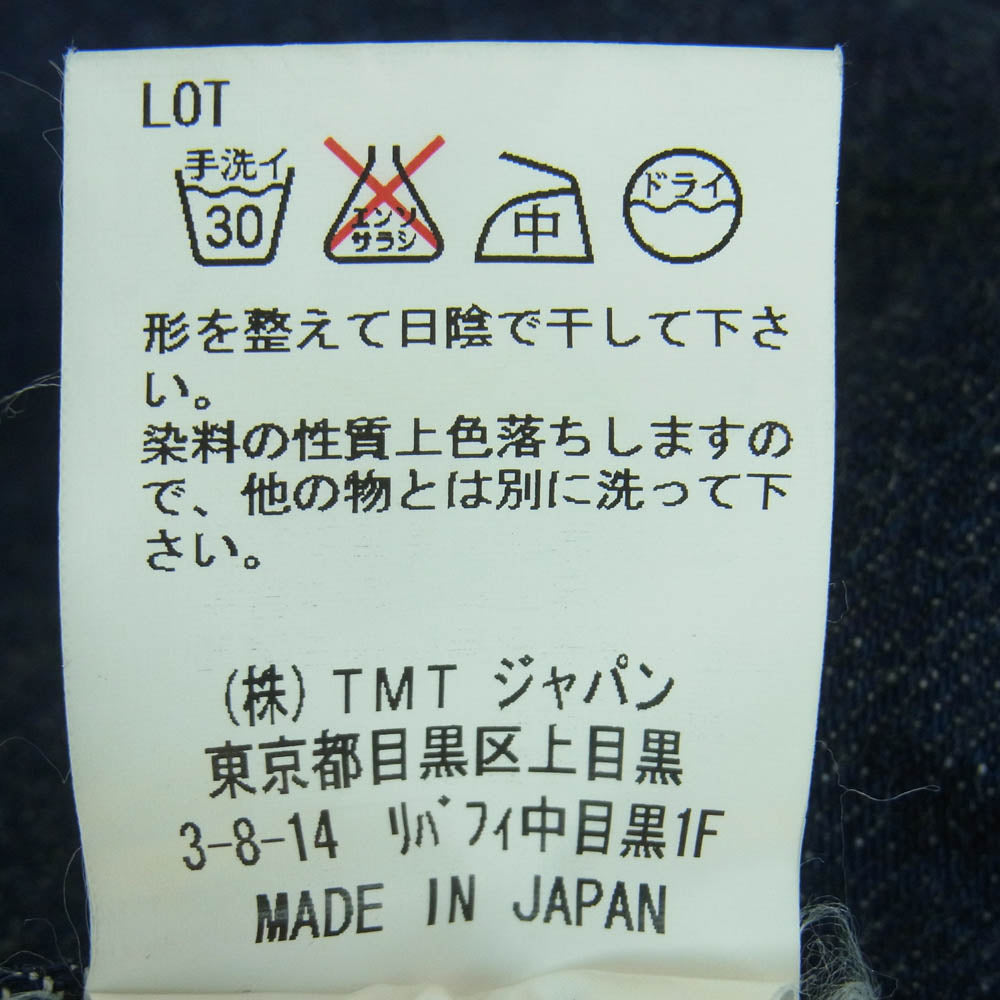 LOT
手洗イ ドライ
30 エンソ 中
サラシ
形を整えて日陰で干して下さ
い。
染料の性質上色落ちしますの
で、他の物とは別に洗って下
さい。
(株)TMT ジャパン
東京都目黒区上目黒
3-8-14 ﾘﾊﾞﾌｨ中目黒1F
MADE IN JAPAN